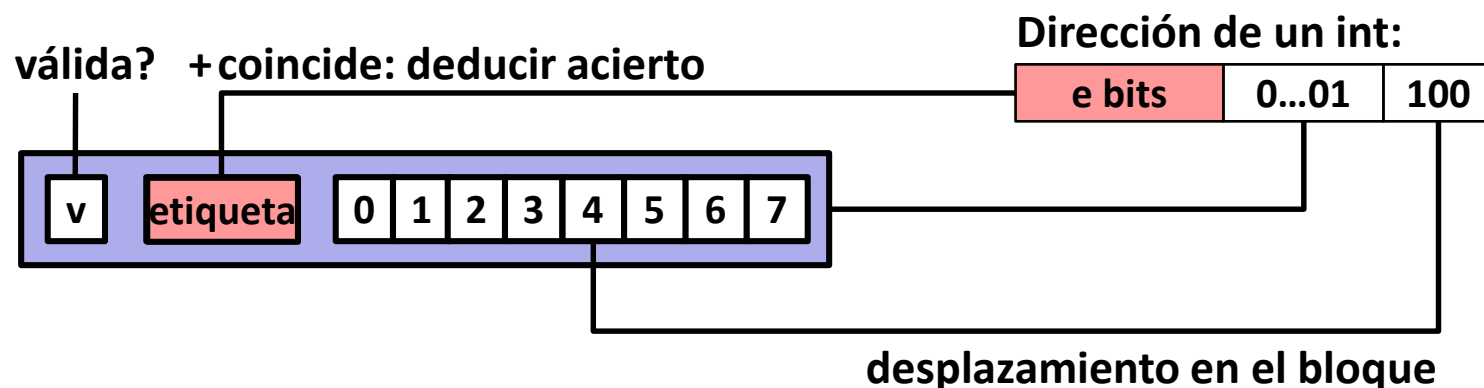 Dirección de un int:
válida? + coincide: deducir acierto
e bits 0...01 100
v etiqueta 0 1 2 3 4 5 6 7
desplazamiento en el bloque